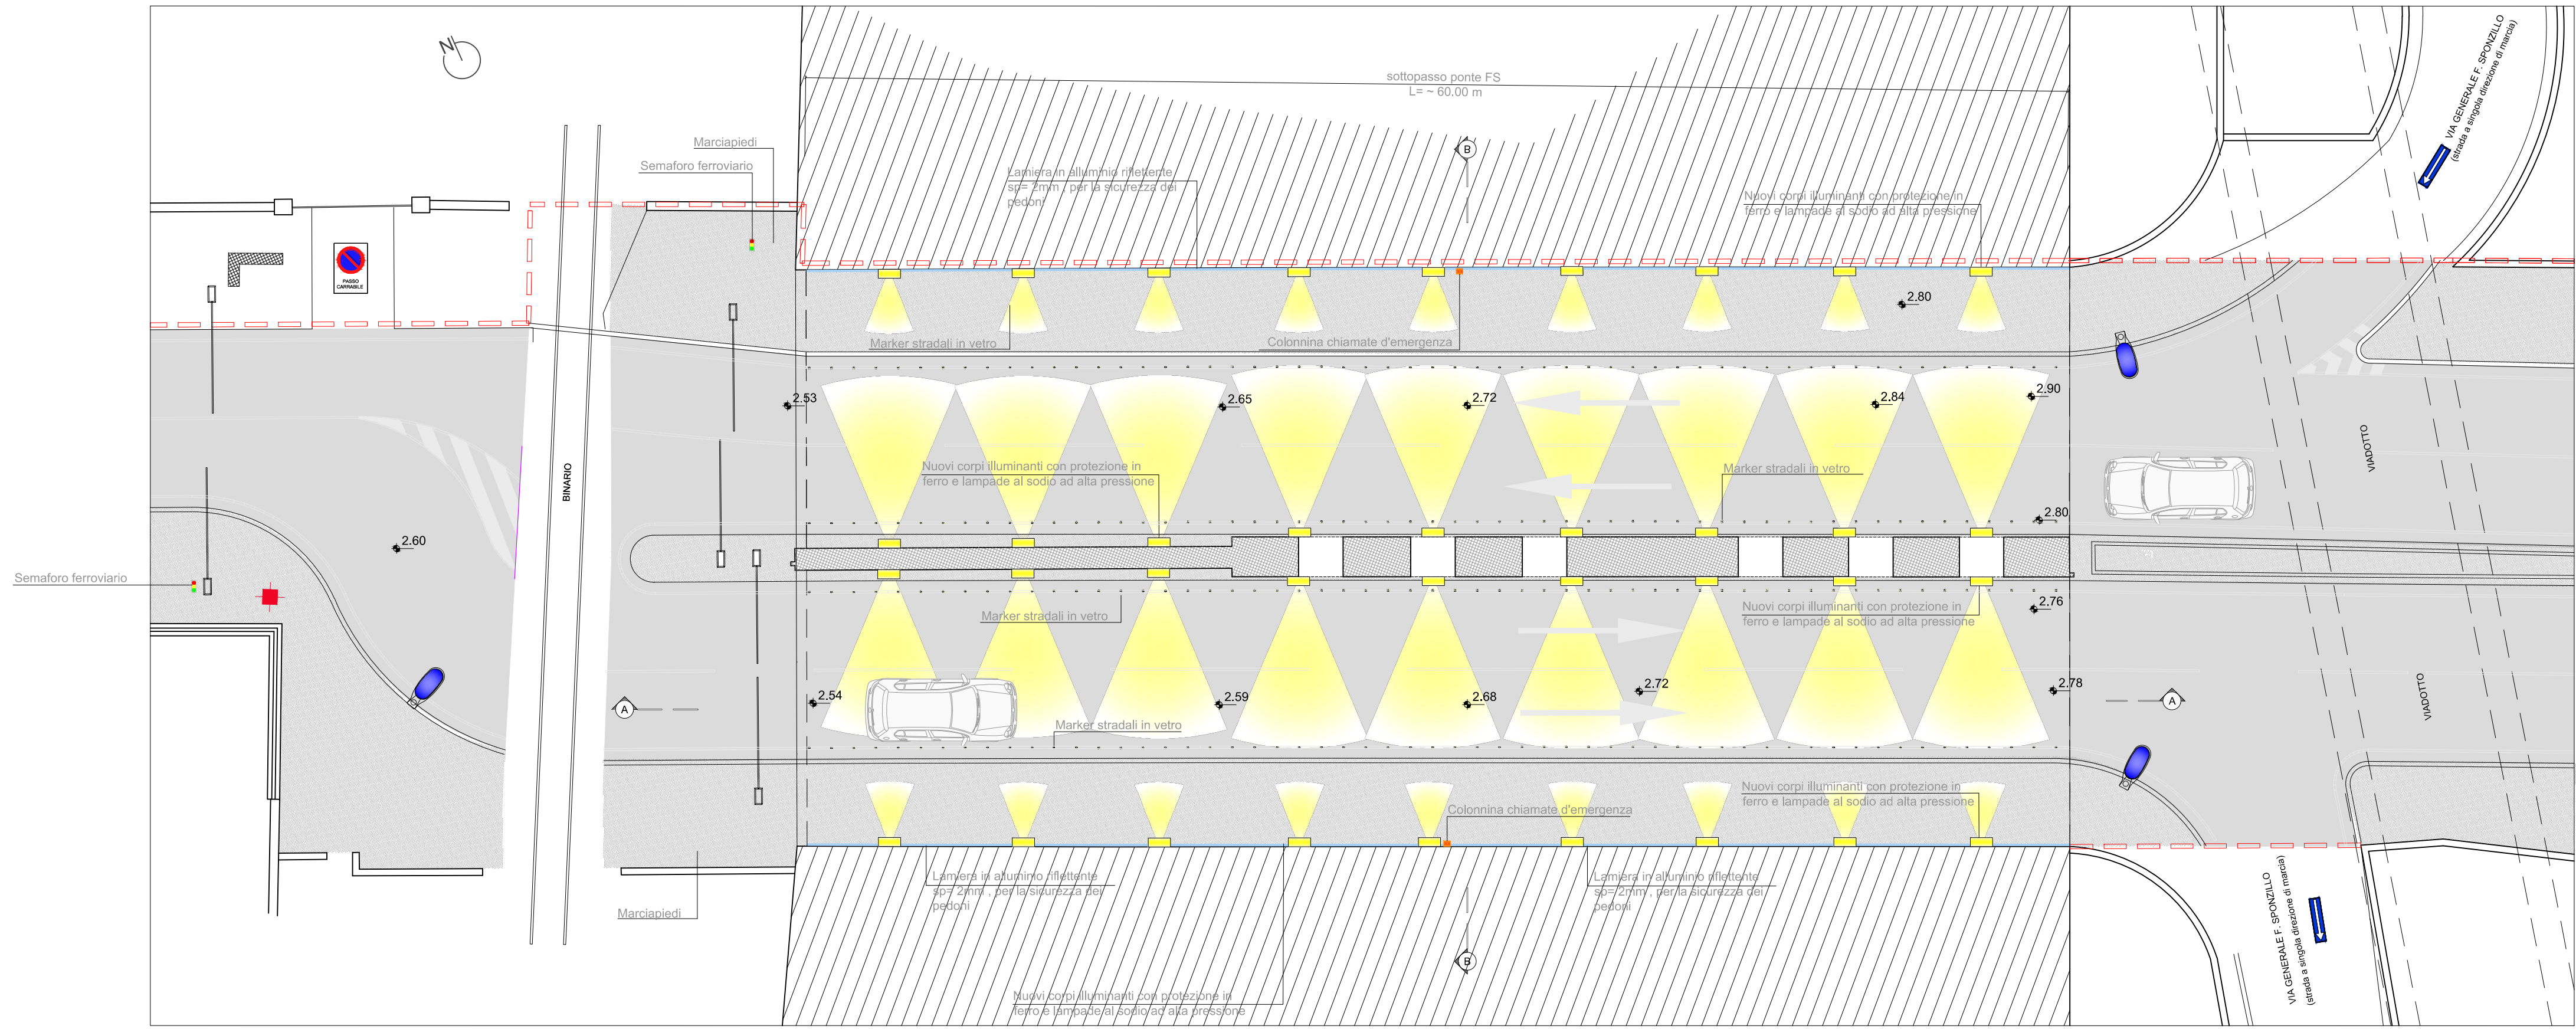 N
sottopasso ponte FS
L= ~ 60.00 m
VIA GENERALE F. SPONZILLO
(strada a singola direzione di marcia)
Marciapiedi
Semaforo ferroviario
B
Lamiera in alluminio riflettente
sp= 2mm , per la sicurezza dei
pedoni
Nuovi corpi illuminanti con protezione in
ferro e lampade al sodio ad alta pressione
PASSO
CARRABILE
2.80
Marker stradali in vetro
Colonnina chiamate d'emergenza
2.53
2.65
2.72
2.84
2.90
VIADOTTO
BINARIO
Nuovi corpi illuminanti con protezione in
ferro e lampade al sodio ad alta pressione
Marker stradali in vetro
2.80
2.60
Semaforo ferroviario
Marker stradali in vetro
Nuovi corpi illuminanti con protezione in
ferro e lampade al sodio ad alta pressione
2.76
2.54
2.59
2.68
2.72
2.78
A
A
VIADOTTO
Marker stradali in vetro
Nuovi corpi illuminanti con protezione in
ferro e lampade al sodio ad alta pressione
Colonnina chiamate d'emergenza
Lamiera in alluminio riflettente
sp= 2mm , per la sicurezza dei
pedoni
Lamiera in alluminio riflettente
sp= 2mm , per la sicurezza dei
pedoni
Marciapiedi
VIA GENERALE F. SPONZILLO
(strada a singola direzione di marcia)
B
Nuovi corpi illuminanti con protezione in
ferro e lampade al sodio ad alta pressione